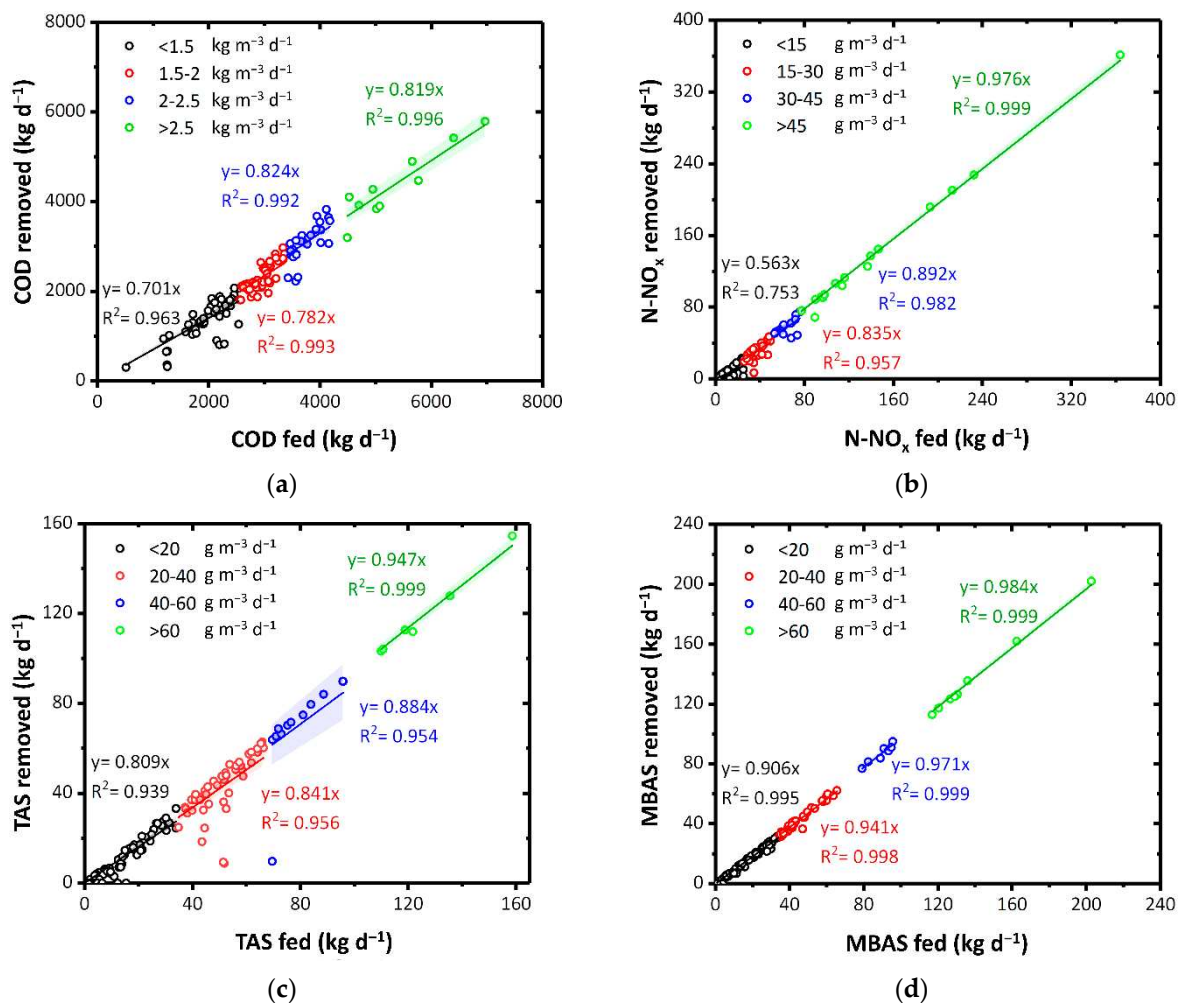 8000
6000
4000
2000
0
COD removed (kg d⁻¹)
<1.5 kg m⁻³ d⁻¹
1.5-2 kg m⁻³ d⁻¹
2-2.5 kg m⁻³ d⁻¹
>2.5 kg m⁻³ d⁻¹
y= 0.819x
R²= 0.996
y= 0.824x
R²= 0.992
y= 0.701x
R²= 0.963
y= 0.782x
R²= 0.993
0 2000 4000 6000 8000
COD fed (kg d⁻¹)
(a)
400
320
240
160
80
0
N-NOₓ removed (kg d⁻¹)
<15 g m⁻³ d⁻¹
15-30 g m⁻³ d⁻¹
30-45 g m⁻³ d⁻¹
>45 g m⁻³ d⁻¹
y= 0.976x
R²= 0.999
y= 0.563x
R²= 0.753
y= 0.892x
R²= 0.982
y= 0.835x
R²= 0.957
0 80 160 240 320 400
N-NOₓ fed (kg d⁻¹)
(b)
160
120
80
40
0
TAS removed (kg d⁻¹)
<20 g m⁻³ d⁻¹
20-40 g m⁻³ d⁻¹
40-60 g m⁻³ d⁻¹
>60 g m⁻³ d⁻¹
y= 0.947x
R²= 0.999
y= 0.884x
R²= 0.954
y= 0.809x
R²= 0.939
y= 0.841x
R²= 0.956
0 40 80 120 160
TAS fed (kg d⁻¹)
(c)
240
200
160
120
80
40
0
MBAS removed (kg d⁻¹)
<20 g m⁻³ d⁻¹
20-40 g m⁻³ d⁻¹
40-60 g m⁻³ d⁻¹
>60 g m⁻³ d⁻¹
y= 0.984x
R²= 0.999
y= 0.906x
R²= 0.995
y= 0.971x
R²= 0.999
y= 0.941x
R²= 0.998
0 40 80 120 160 200 240
MBAS fed (kg d⁻¹)
(d)